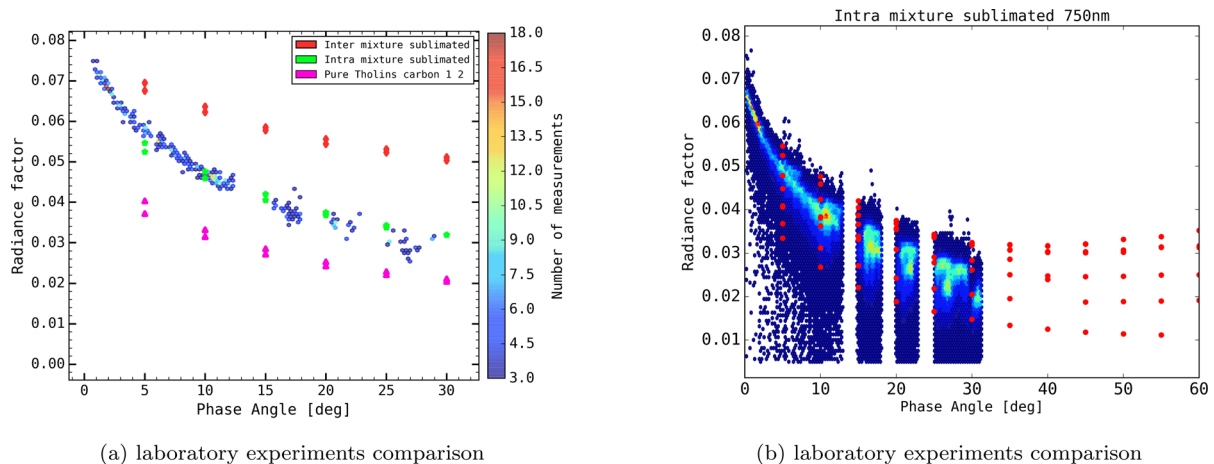 0.08
0.07
0.06
0.05
0.04
0.03
0.02
0.01
0.00
Radiance factor
0 5 10 15 20 25 30
Phase Angle [deg]
Inter mixture sublimated
Intra mixture sublimated
Pure Tholins carbon 1 2
18.0
16.5
15.0
13.5
12.0
10.5
9.0
7.5
6.0
4.5
3.0
Number of measurements
(a) laboratory experiments comparison
Intra mixture sublimated 750nm
0.08
0.07
0.06
0.05
0.04
0.03
0.02
0.01
Radiance factor
0 10 20 30 40 50 60
Phase Angle [deg]
(b) laboratory experiments comparison